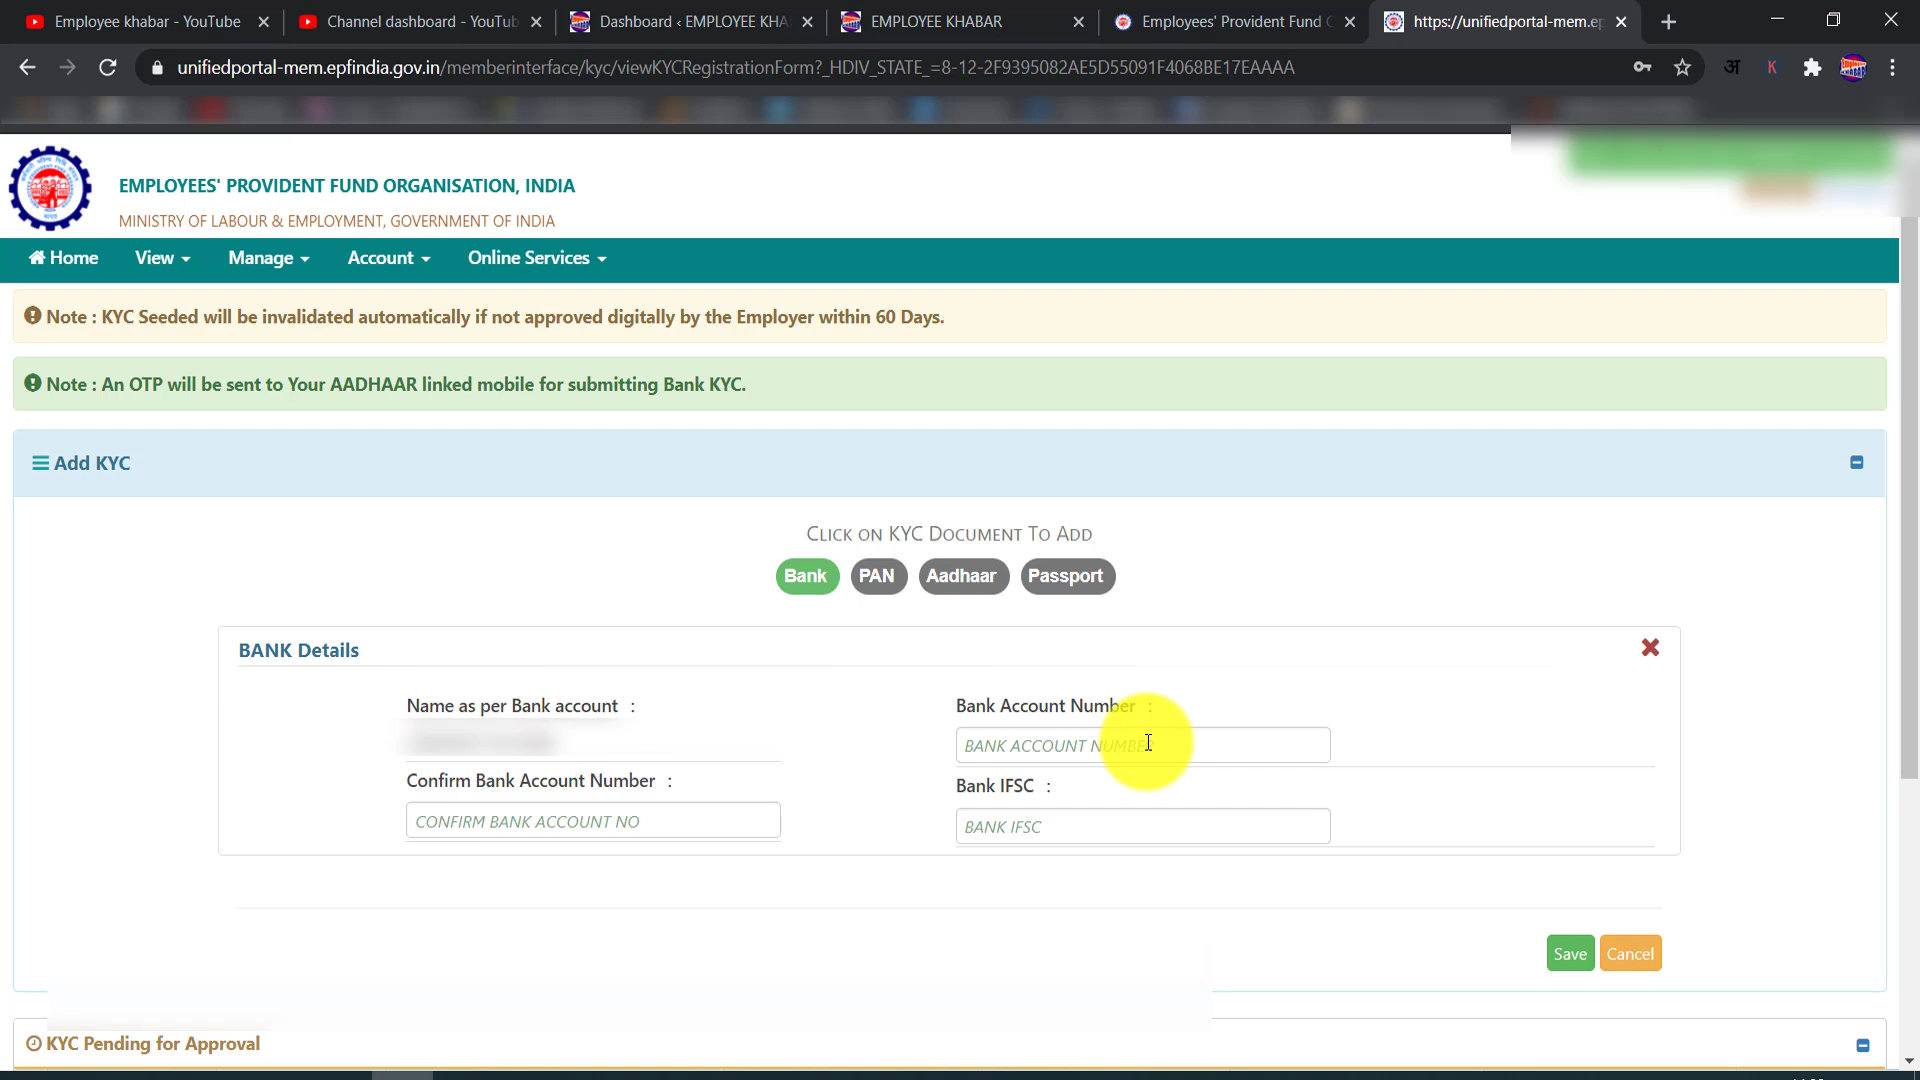 Employee khabar - YouTube
Channel dashboard - YouTub
Dashboard ‹ EMPLOYEE KHA
EMPLOYEE KHABAR
Employees' Provident Fund
https://unifiedportal-mem.ep
unifiedportal-mem.epfindia.gov.in/memberinterface/kyc/viewKYCRegistrationForm?_HDIV_STATE_=8-12-2F9395082AE5D55091F4068BE17EAAAA
अ
K
EMPLOYEES' PROVIDENT FUND ORGANISATION, INDIA
MINISTRY OF LABOUR & EMPLOYMENT, GOVERNMENT OF INDIA
Home View Manage Account Online Services
Note : KYC Seeded will be invalidated automatically if not approved digitally by the Employer within 60 Days.
Note : An OTP will be sent to Your AADHAAR linked mobile for submitting Bank KYC.
Add KYC
CLICK ON KYC DOCUMENT TO ADD
Bank PAN Aadhaar Passport
BANK Details
Name as per Bank account :
Bank Account Number :
BANK ACCOUNT NUMBER
Confirm Bank Account Number :
Bank IFSC :
CONFIRM BANK ACCOUNT NO
BANK IFSC
Save Cancel
KYC Pending for Approval